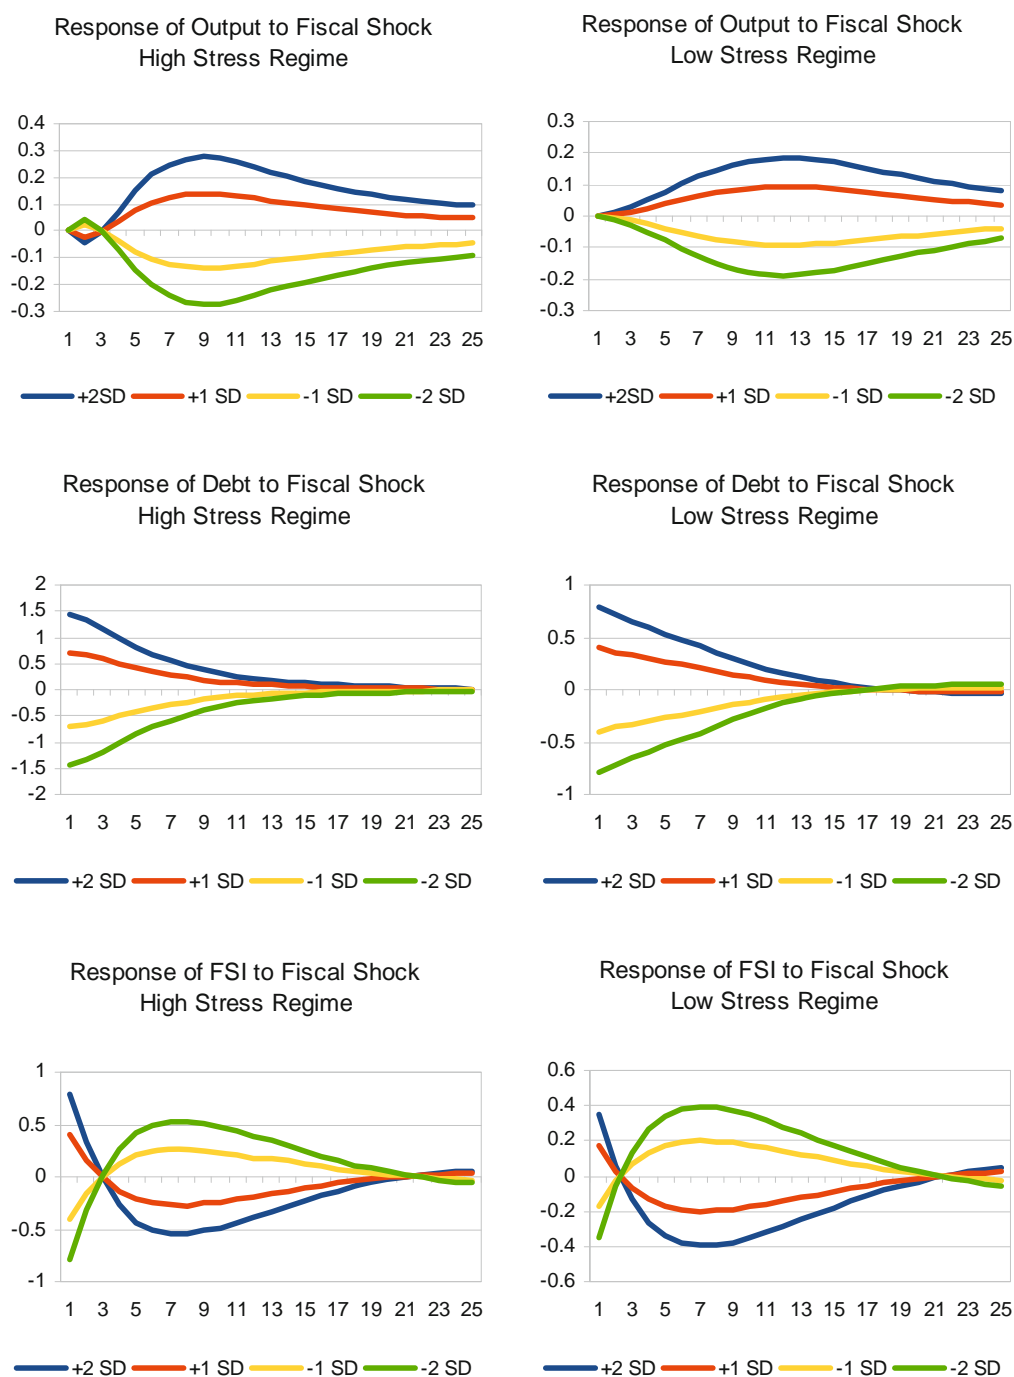 Response of Output to Fiscal Shock
High Stress Regime
0.4
0.3
0.2
0.1
0
-0.1
-0.2
-0.3
1 3 5 7 9 11 13 15 17 19 21 23 25
+2SD +1 SD -1 SD -2 SD
Response of Output to Fiscal Shock
Low Stress Regime
0.3
0.2
0.1
0
-0.1
-0.2
-0.3
1 3 5 7 9 11 13 15 17 19 21 23 25
+2SD +1 SD -1 SD -2 SD
Response of Debt to Fiscal Shock
High Stress Regime
2
1.5
1
0.5
0
-0.5
-1
-1.5
-2
1 3 5 7 9 11 13 15 17 19 21 23 25
+2 SD +1 SD -1 SD -2 SD
Response of Debt to Fiscal Shock
Low Stress Regime
1
0.5
0
-0.5
-1
1 3 5 7 9 11 13 15 17 19 21 23 25
+2 SD +1 SD -1 SD -2 SD
Response of FSI to Fiscal Shock
High Stress Regime
1
0.5
0
-0.5
-1
1 3 5 7 9 11 13 15 17 19 21 23 25
+2 SD +1 SD -1 SD -2 SD
Response of FSI to Fiscal Shock
Low Stress Regime
0.6
0.4
0.2
0
-0.2
-0.4
-0.6
1 3 5 7 9 11 13 15 17 19 21 23 25
+2 SD +1 SD -1 SD -2 SD